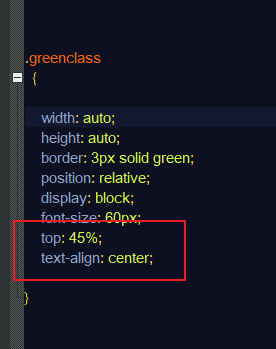 .greenclass
{
width: auto;
height: auto;
border: 3px solid green;
position: relative;
display: block;
font-size: 60px;
top: 45%;
text-align: center;
}